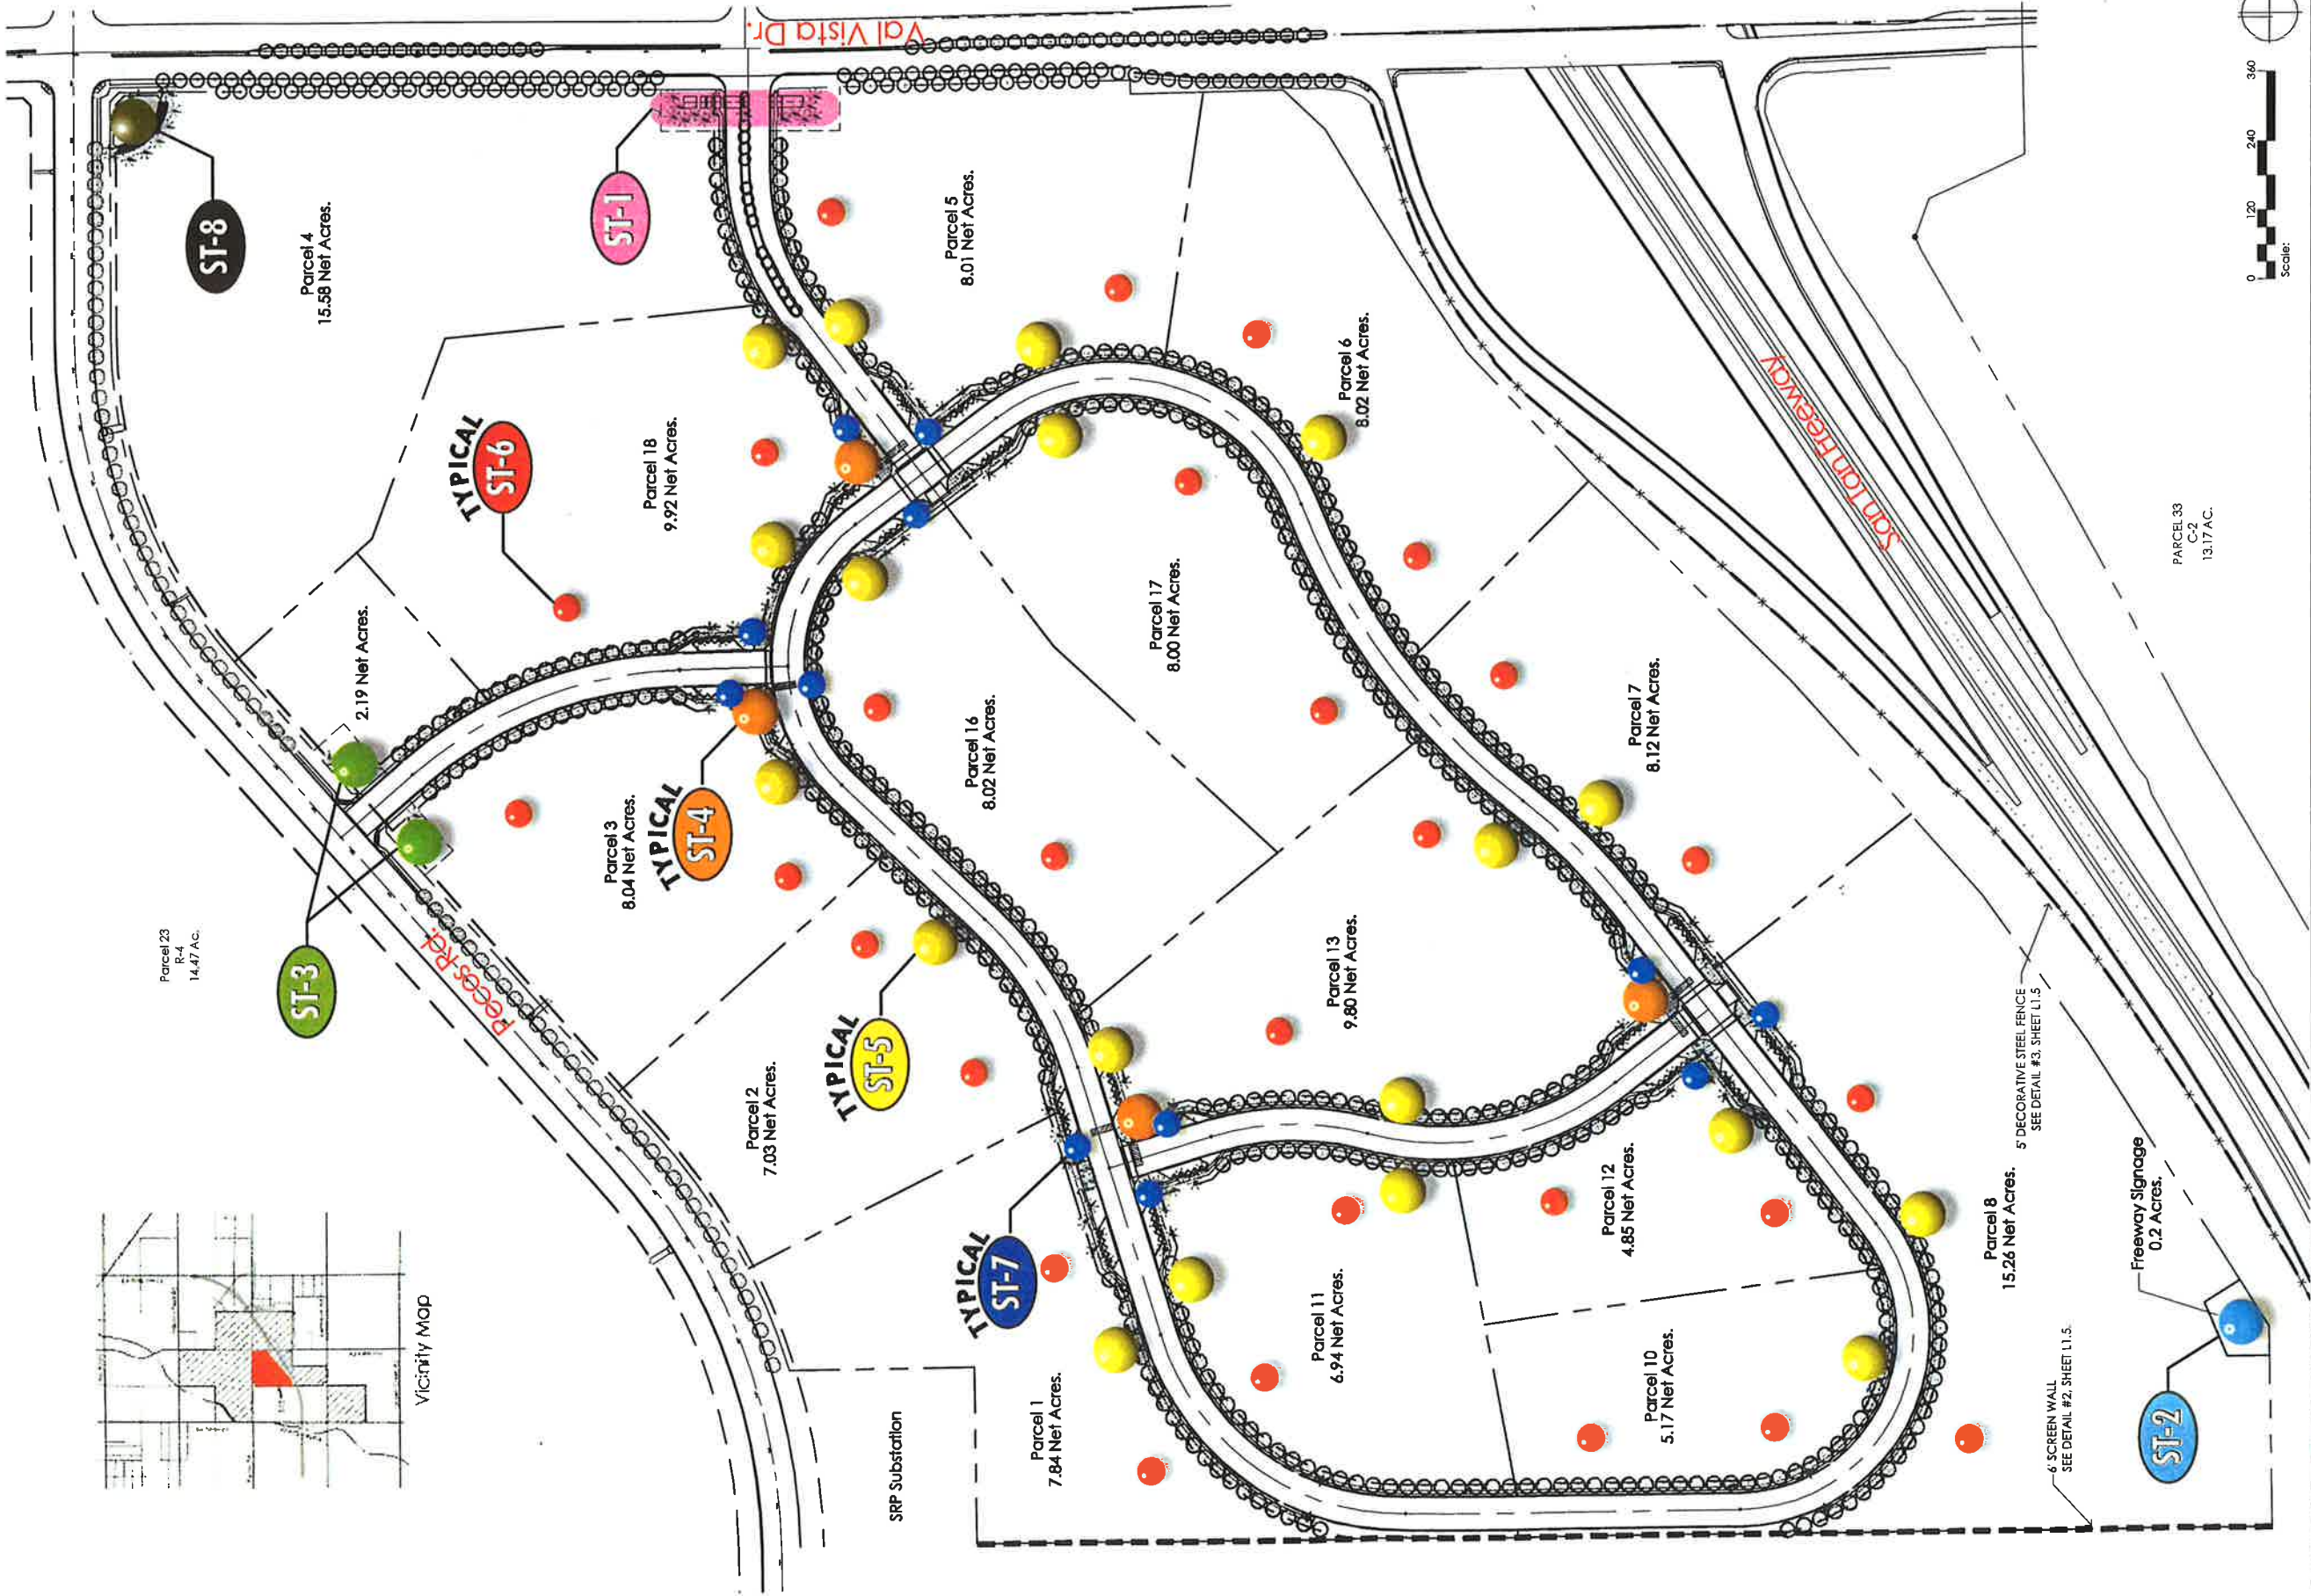 Val Vista Dr.
ST-8
Parcel 4
15.58 Net Acres.
ST-1
Parcel 5
8.01 Net Acres.
TYPICAL
ST-6
Parcel 18
9.92 Net Acres.
Parcel 6
8.02 Net Acres.
San Tan Freeway
0
120
240
360
Scale:
PARCEL 33
C-2
13.17 AC.
2.19 Net Acres.
Parcel 17
8.00 Net Acres.
Parcel 16
8.02 Net Acres.
Parcel 7
8.12 Net Acres.
Parcel 3
8.04 Net Acres.
TYPICAL
ST-4
Parcel 23
R-4
14.47 Ac.
ST-3
Pecos Rd.
Parcel 13
9.80 Net Acres.
5' DECORATIVE STEEL FENCE
SEE DETAIL #3, SHEET L1.5
Parcel 2
7.03 Net Acres.
TYPICAL
ST-5
Parcel 12
4.85 Net Acres.
Parcel 8
15.26 Net Acres.
Freeway Signage
0.2 Acres.
TYPICAL
ST-7
Parcel 11
6.94 Net Acres.
Parcel 10
5.17 Net Acres.
Vicinity Map
SRP Substation
Parcel 1
7.84 Net Acres.
6' SCREEN WALL
SEE DETAIL #2, SHEET L1.5.
ST-2